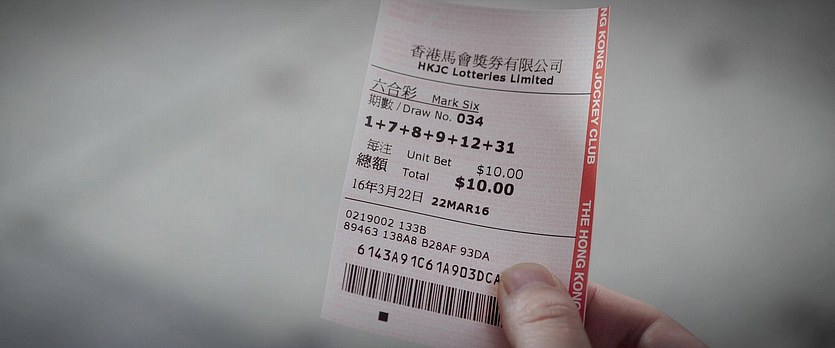 香港馬會獎券有限公司
HKJC Lotteries Limited
六合彩 Mark Six
期數 / Draw No. 034
1+7+8+9+12+31
每注 Unit Bet $10.00
總額 Total $10.00
16年3月22日 22MAR16
0219002 133B
89463 138A8 B28AF 93DA
6143A91C61A903DCA
NG KONG JOCKEY CLUB
THE HONG KONG